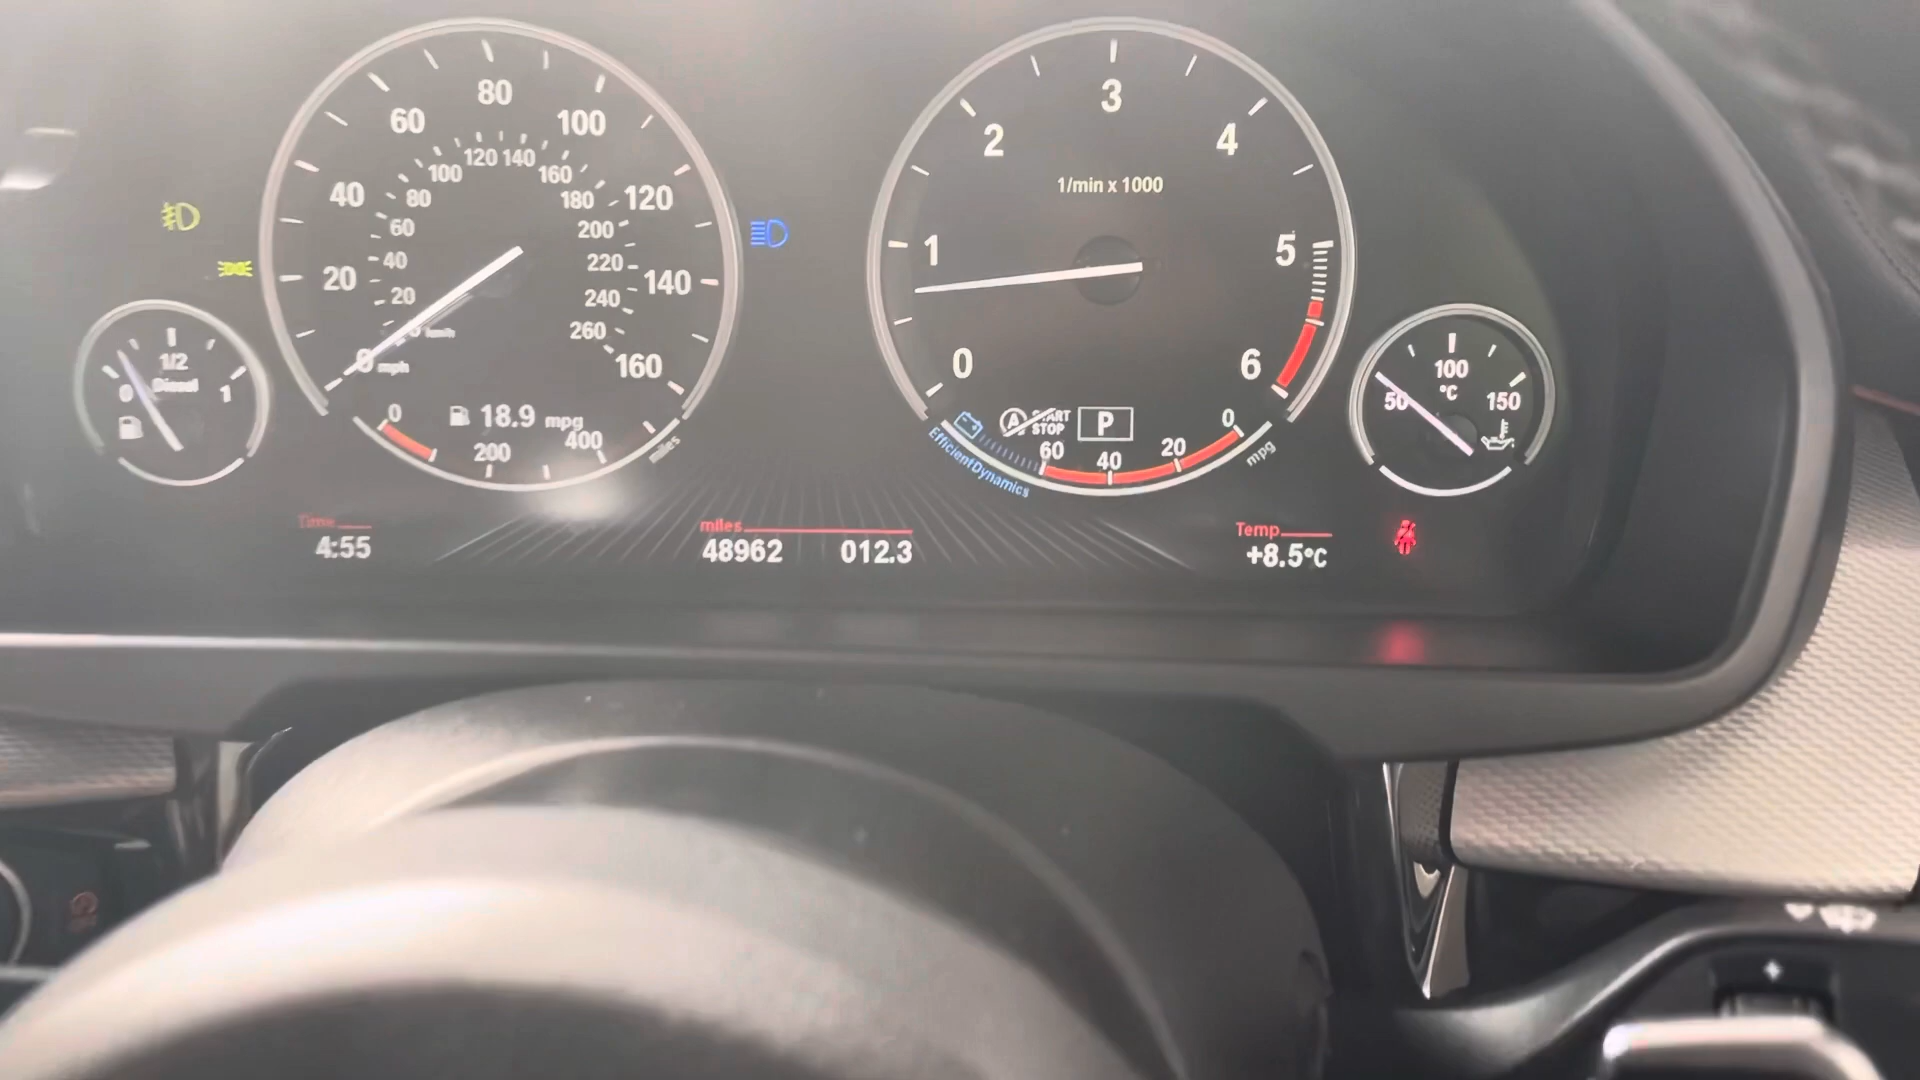 80
60
100
40
120
20
140
0 mph
160
120 140
100
160
80
180
60
200
40
220
20
240
km/h
260
1/2
0
1
Diesel
18.9 mpg
0
200
400
miles
3
2
4
1/min x 1000
1
5
0
6
START
STOP
A
P
60
40
20
0
mpg
EfficientDynamics
100
°C
50
150
Time
4:55
miles
48962 012.3
Temp
+8.5°C